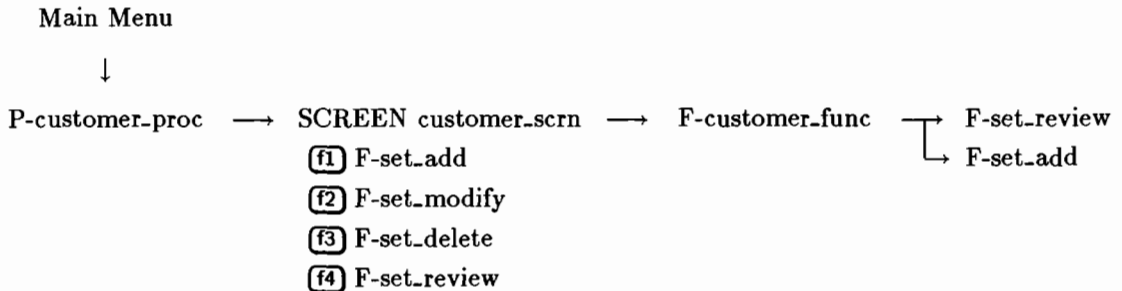 Main Menu
↓
P-customer_proc → SCREEN customer_scrn → F-customer_func → F-set_review
f1 F-set_add → F-set_add
f2 F-set_modify
f3 F-set_delete
f4 F-set_review